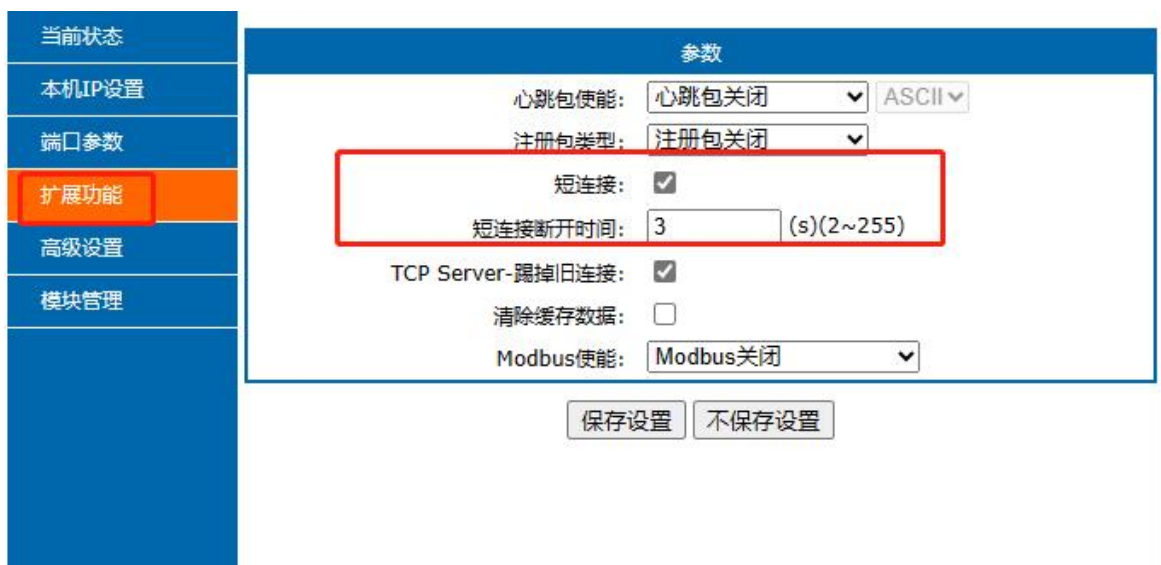 当前状态
本机IP设置
端口参数
扩展功能
高级设置
模块管理
参数
心跳包使能: 心跳包关闭 ASCII
注册包类型: 注册包关闭
短连接:
短连接断开时间: 3 (s)(2~255)
TCP Server-踢掉旧连接:
清除缓存数据:
Modbus使能: Modbus关闭
保存设置 不保存设置